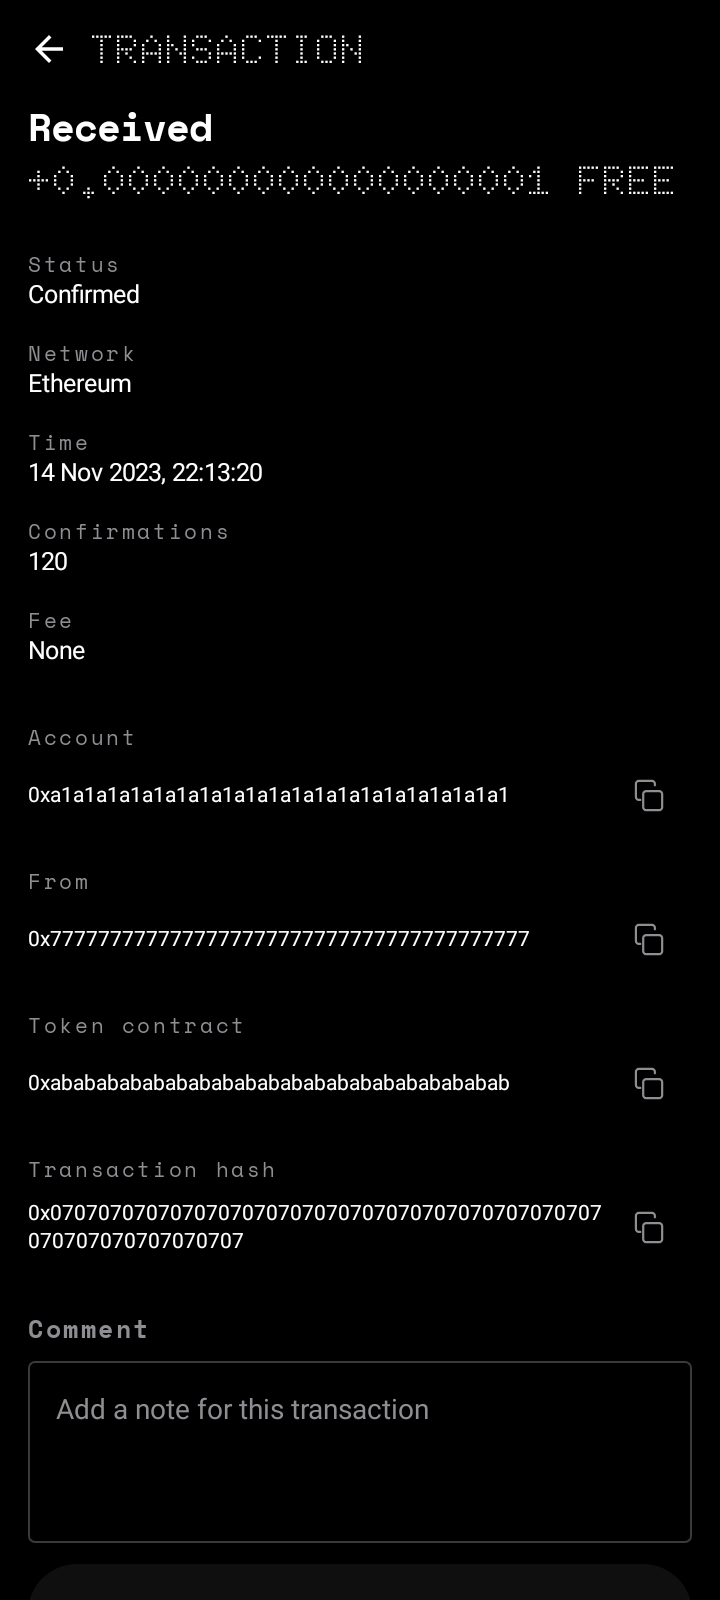 TRANSACTION
Received
+0,000000000000000001 FREE
Status
Confirmed
Network
Ethereum
Time
14 Nov 2023, 22:13:20
Confirmations
120
Fee
None
Account
0xa1a1a1a1a1a1a1a1a1a1a1a1a1a1a1a1a1a1a1a1
From
0x7777777777777777777777777777777777777777
Token contract
0xabababababababababababababababababababab
Transaction hash
0x0707070707070707070707070707070707070707070707
070707070707070707
Comment
Add a note for this transaction